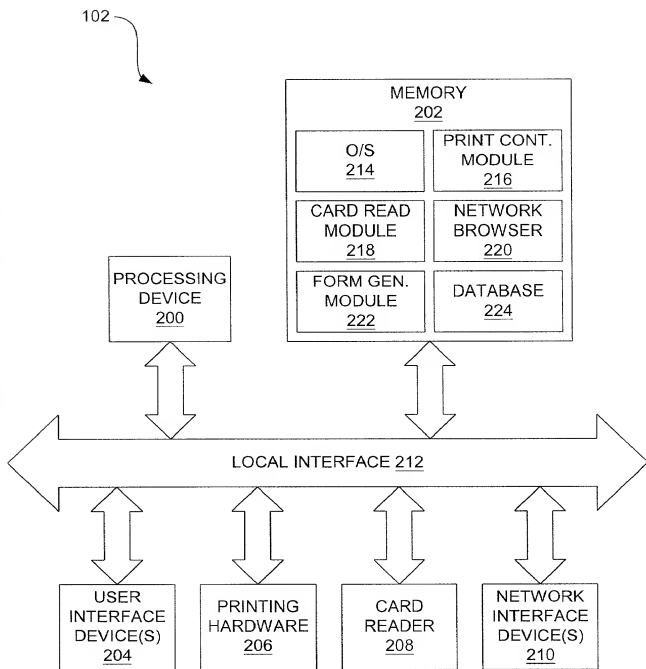 102
MEMORY
202
O/S
214
PRINT CONT.
MODULE
216
CARD READ
MODULE
218
NETWORK
BROWSER
220
FORM GEN.
MODULE
222
DATABASE
224
PROCESSING
DEVICE
200
LOCAL INTERFACE 212
USER
INTERFACE
DEVICE(S)
204
PRINTING
HARDWARE
206
CARD
READER
208
NETWORK
INTERFACE
DEVICE(S)
210